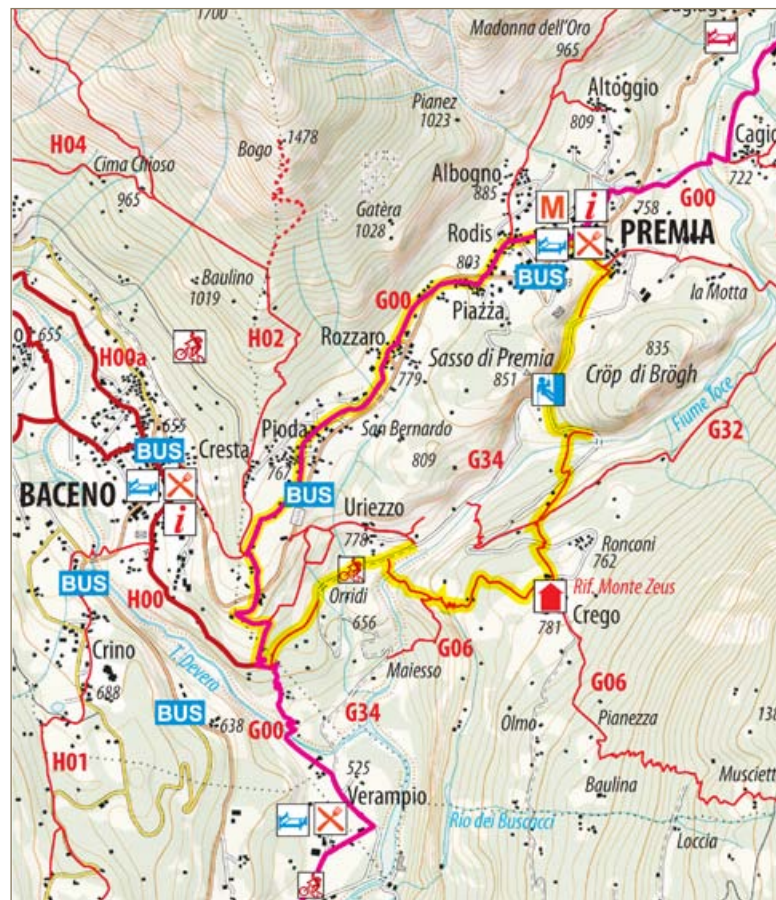 1700
Madonna dell'Oro
965
Altoggio
809
Pianez
1023
H04
Bogo
1478
Cima Chioso
965
Albogno
885
Gatèra
1028
M
i
G00
722
758
PREMIA
Rodis
803
BUS
Baulino
1019
G00
Piazza
la Motta
H02
655
H00a
Rozzaro
779
Sasso di Premia
851
835
Cröp di Brögh
Fiume Toce
G32
655
Pioda
767
San Bernardo
809
G34
BUS
Cresta
BACENO
i
BUS
Uriezzo
778
Ronconi
762
Rif. Monte Zeus
BUS
H00
Orridi
656
Crego
781
Crino
688
T. Devero
Maiesso
G06
G06
BUS
638
G00
G34
Olmo
Pianezza
H01
525
Verampio
Baulina
Rio dei Buscacci
Loccia